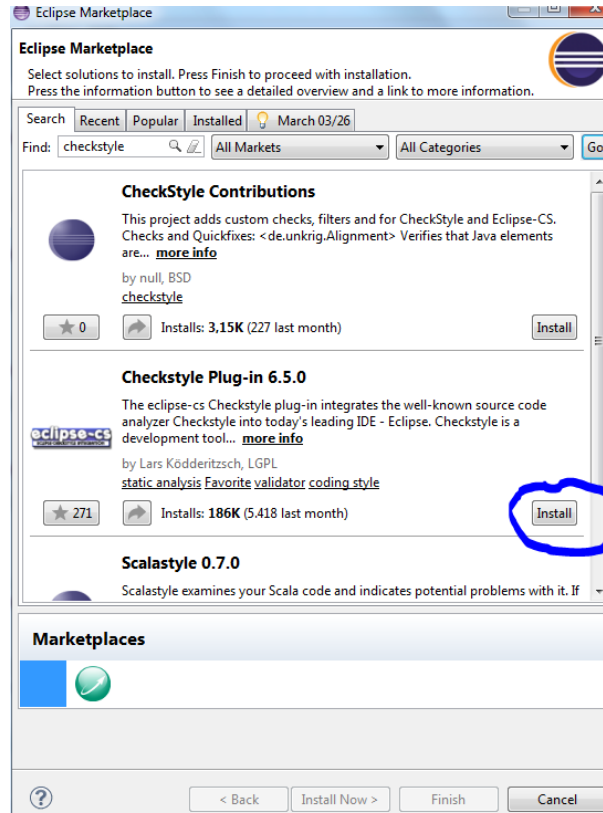 Eclipse Marketplace
Eclipse Marketplace
Select solutions to install. Press Finish to proceed with installation.
Press the information button to see a detailed overview and a link to more information.
Search Recent Popular Installed March 03/26
Find: checkstyle All Markets All Categories Go
CheckStyle Contributions
This project adds custom checks, filters and for CheckStyle and Eclipse-CS.
Checks and Quickfixes: <de.unkrig.Alignment> Verifies that Java elements
are... more info
by null, BSD
checkstyle
0 Installs: 3,15K (227 last month) Install
Checkstyle Plug-in 6.5.0
The eclipse-cs Checkstyle plug-in integrates the well-known source code
analyzer Checkstyle into today's leading IDE - Eclipse. Checkstyle is a
eclipse-cs
development tool... more info
by Lars Ködderitzsch, LGPL
static analysis Favorite validator coding style
271 Installs: 186K (5.418 last month) Install
Scalastyle 0.7.0
Scalastyle examines your Scala code and indicates potential problems with it. If
Marketplaces
? < Back Install Now > Finish Cancel